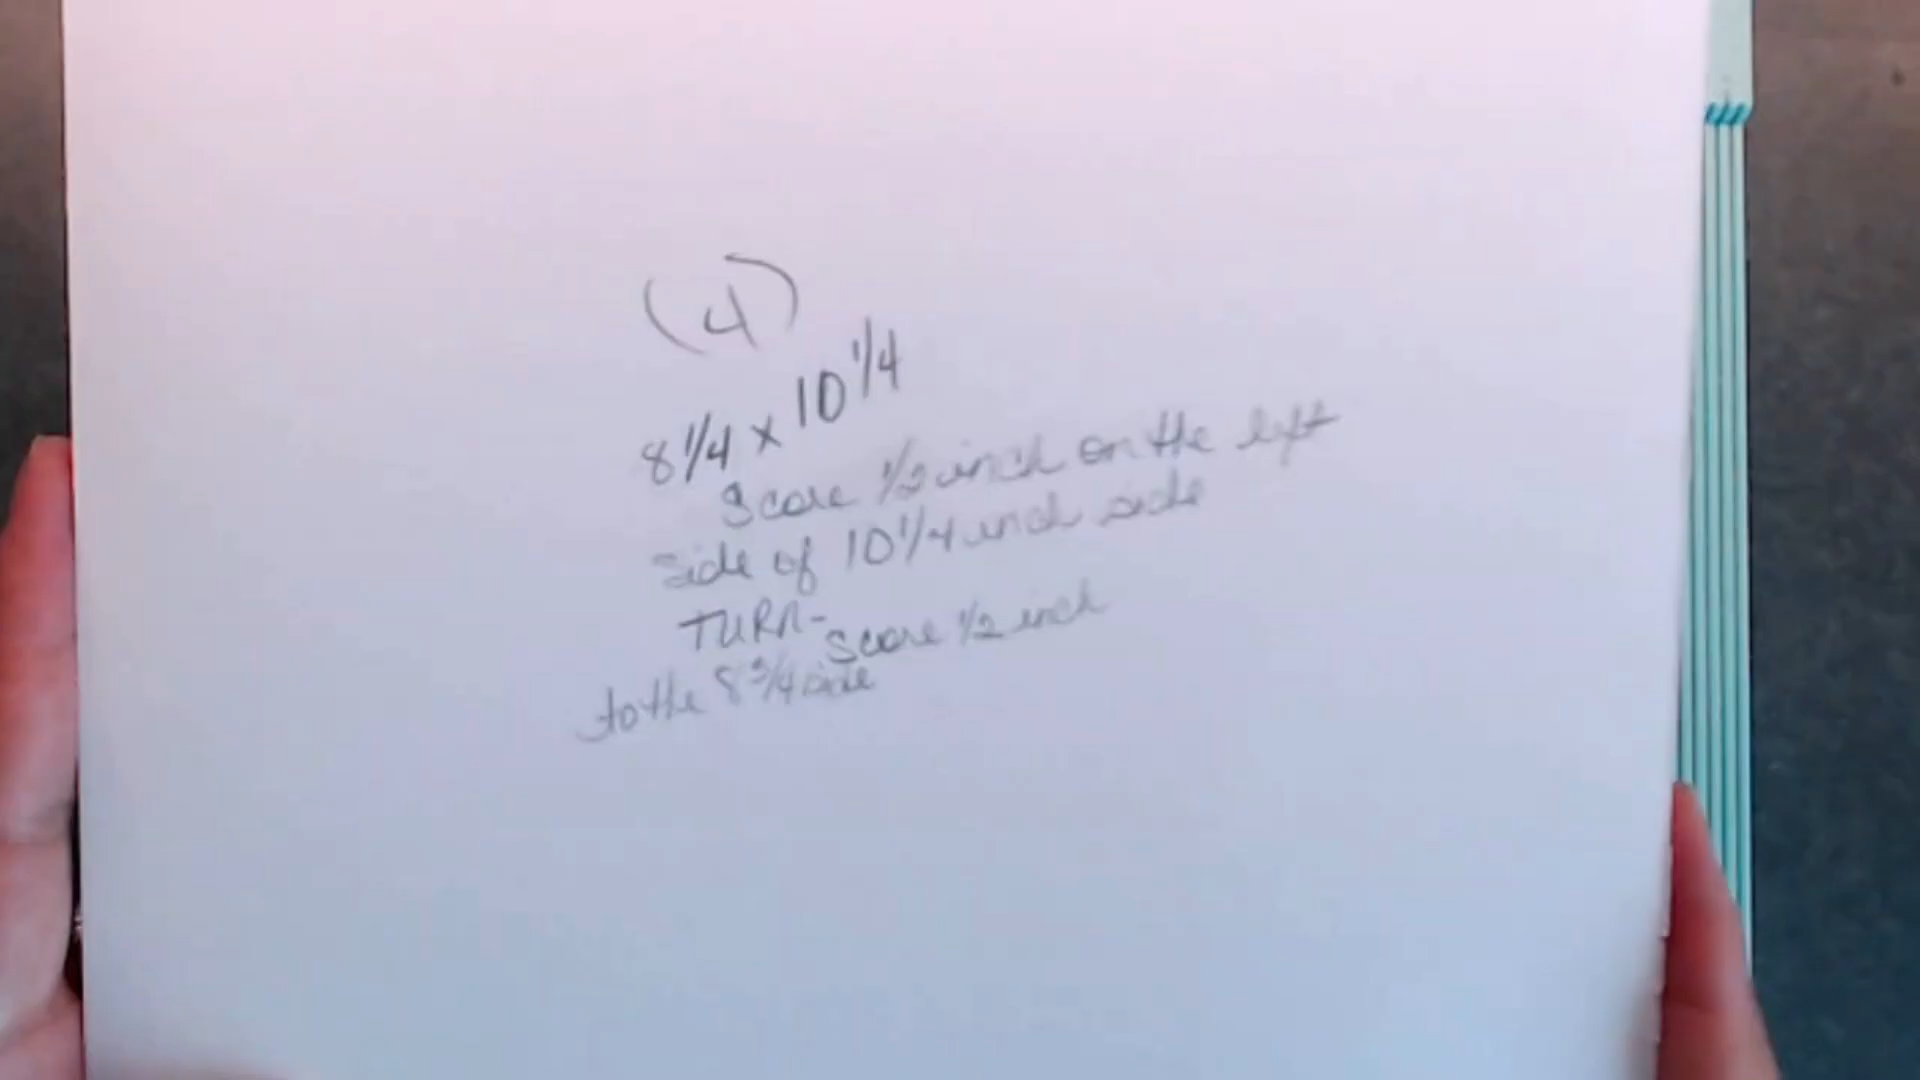 (4)
8 1/4 x 10 1/4
Score 1/2 inch on the left
side of 10 1/4 inch side
TURN- Score 1/2 inch
to the 8 3/4 side